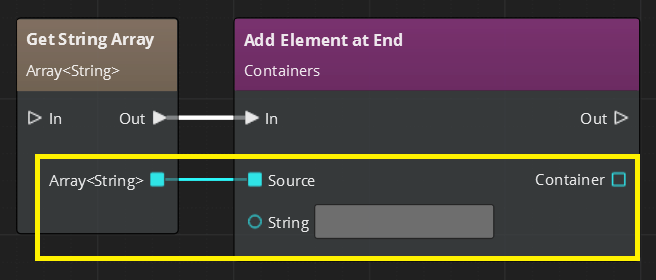 Get String Array
Array<String>
In
Out
Array<String>
Add Element at End
Containers
In
Out
Source
Container
String